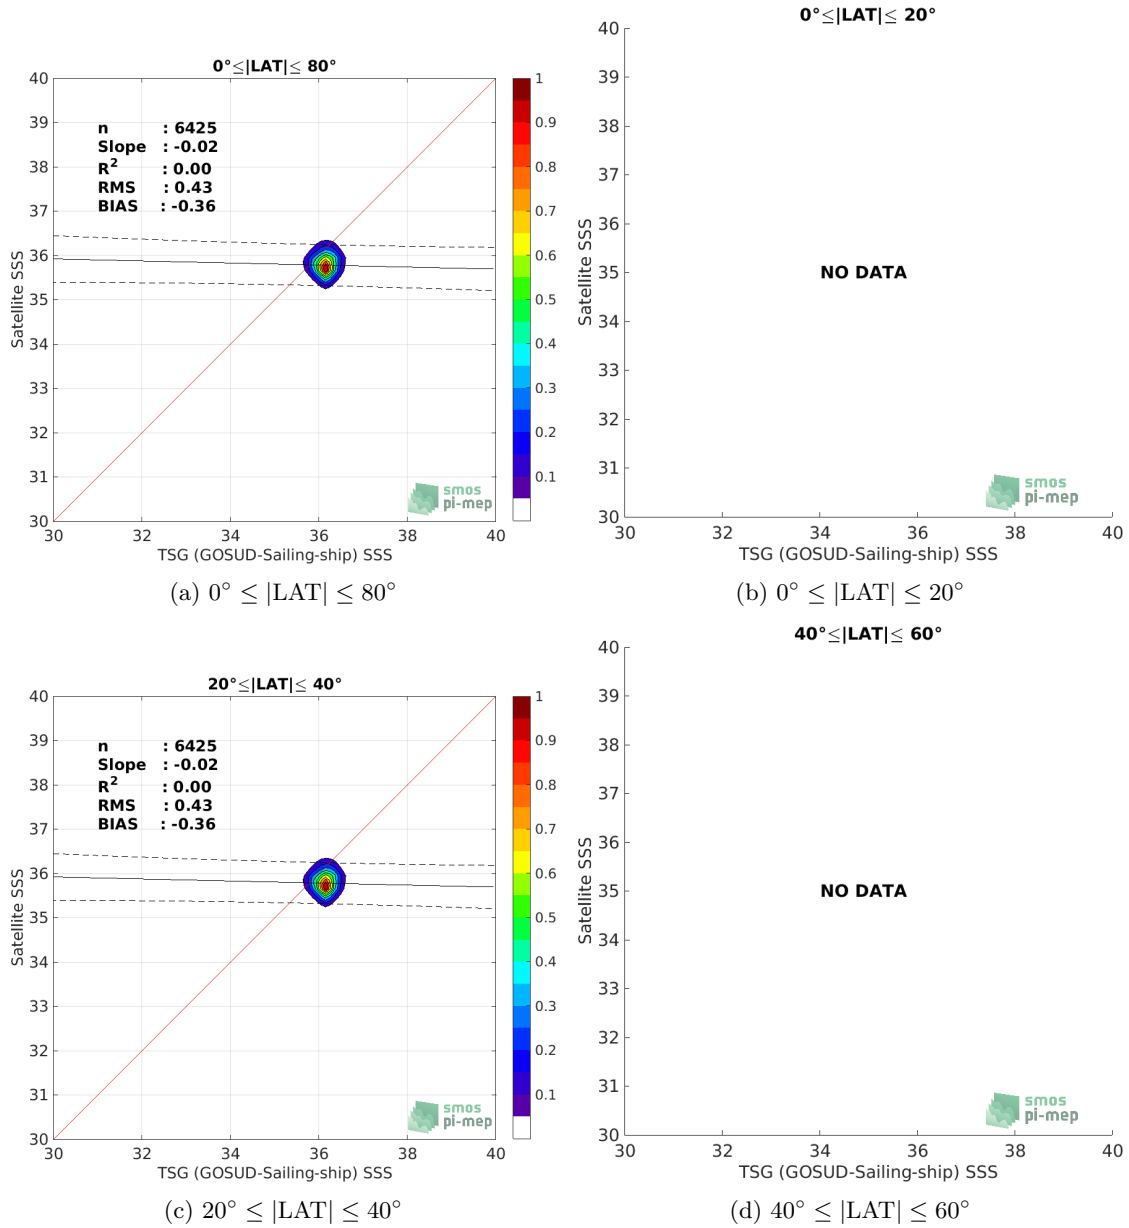 0°≤|LAT|≤ 80°
40
39
38
37
36
35
34
33
32
31
30
n : 6425
Slope : -0.02
R² : 0.00
RMS : 0.43
BIAS : -0.36
Satellite SSS
30 32 34 36 38 40
TSG (GOSUD-Sailing-ship) SSS
1
0.9
0.8
0.7
0.6
0.5
0.4
0.3
0.2
0.1
smos
pi-mep
(a) 0° ≤ |LAT| ≤ 80°
0°≤|LAT|≤ 20°
40
39
38
37
36
35
34
33
32
31
30
Satellite SSS
NO DATA
smos
pi-mep
30 32 34 36 38 40
TSG (GOSUD-Sailing-ship) SSS
(b) 0° ≤ |LAT| ≤ 20°
20°≤|LAT|≤ 40°
40
39
38
37
36
35
34
33
32
31
30
n : 6425
Slope : -0.02
R² : 0.00
RMS : 0.43
BIAS : -0.36
Satellite SSS
30 32 34 36 38 40
TSG (GOSUD-Sailing-ship) SSS
1
0.9
0.8
0.7
0.6
0.5
0.4
0.3
0.2
0.1
smos
pi-mep
(c) 20° ≤ |LAT| ≤ 40°
40°≤|LAT|≤ 60°
40
39
38
37
36
35
34
33
32
31
30
Satellite SSS
NO DATA
smos
pi-mep
30 32 34 36 38 40
TSG (GOSUD-Sailing-ship) SSS
(d) 40° ≤ |LAT| ≤ 60°